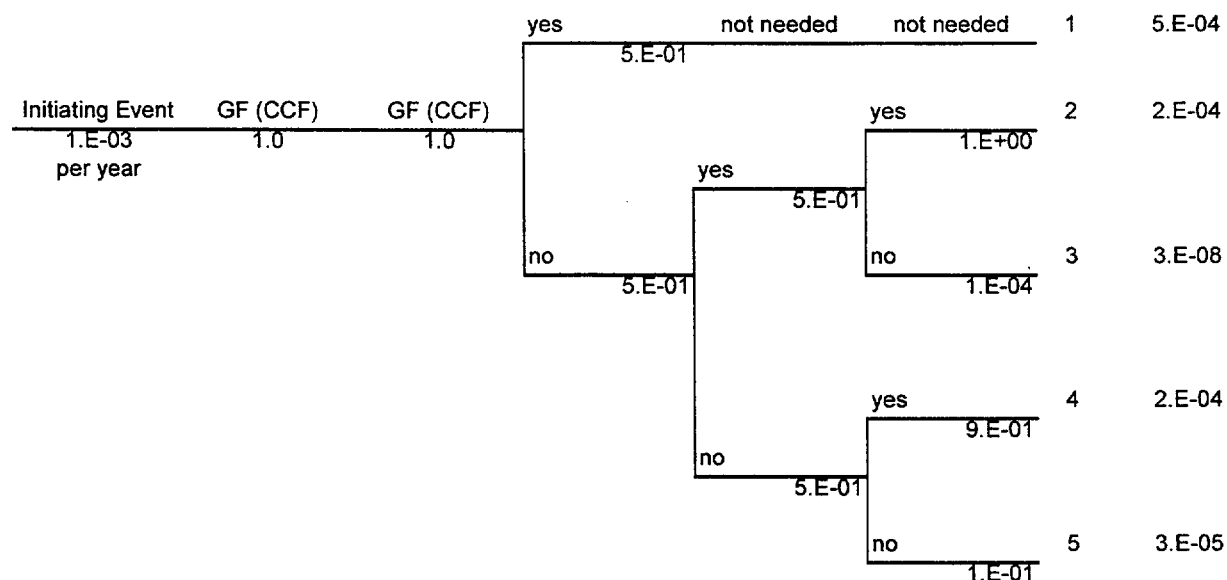 yes not needed not needed 1 5.E-04
5.E-01
Initiating Event GF (CCF) GF (CCF) yes 2 2.E-04
1.E-03 1.0 1.0 1.E+00
per year
yes
5.E-01
no no 3 3.E-08
5.E-01 1.E-04
yes 4 2.E-04
9.E-01
no
5.E-01
no 5 3.E-05
1.E-01